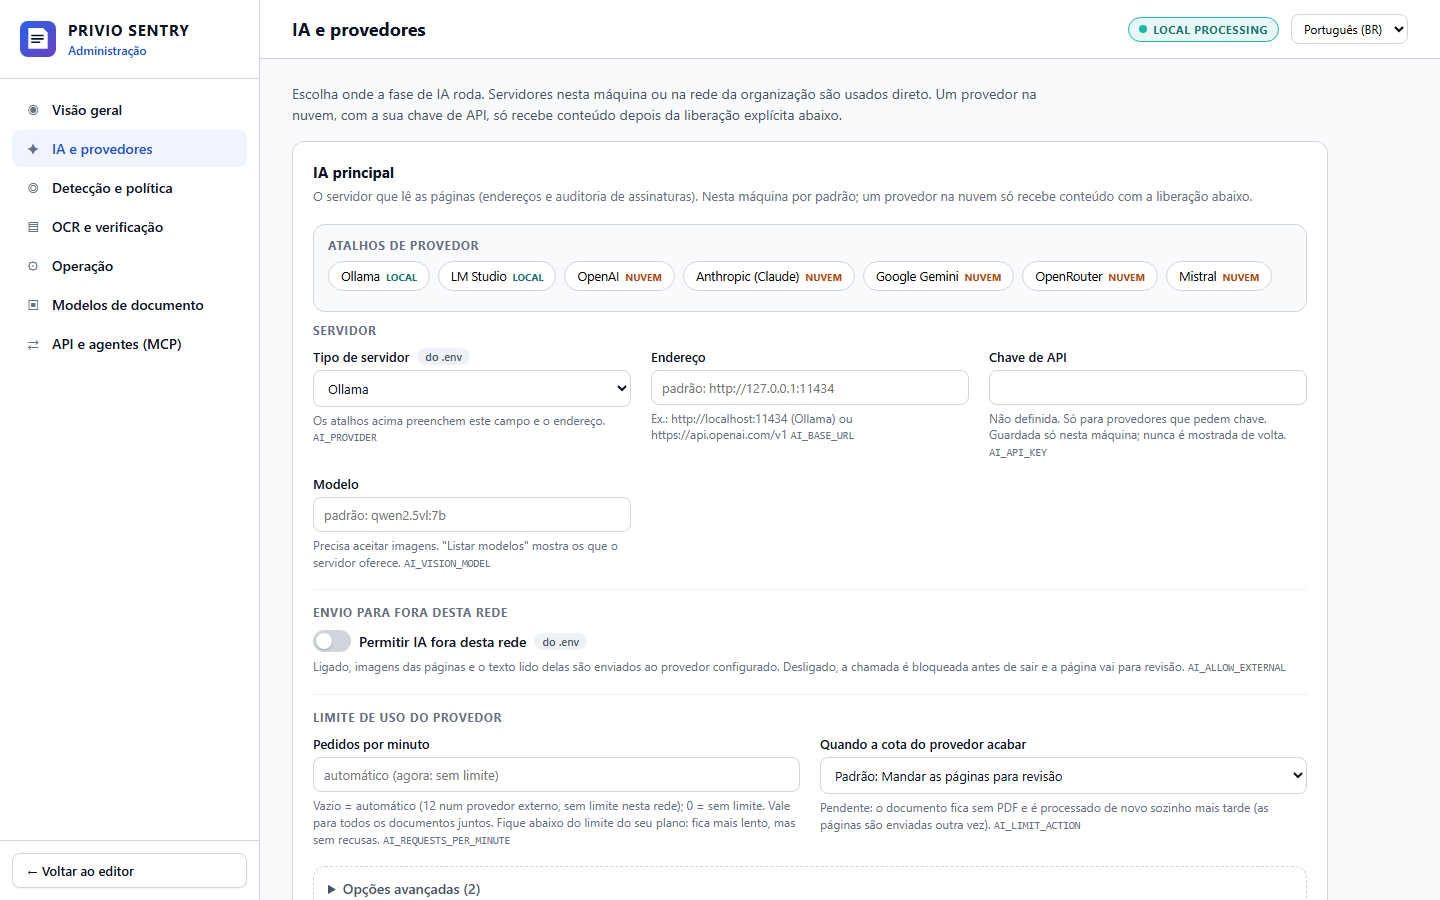 PRIVIO SENTRY
Administração
Visão geral
IA e provedores
Detecção e política
OCR e verificação
Operação
Modelos de documento
API e agentes (MCP)
← Voltar ao editor
IA e provedores
LOCAL PROCESSING
Português (BR)
Escolha onde a fase de IA roda. Servidores nesta máquina ou na rede da organização são usados direto. Um provedor na
nuvem, com a sua chave de API, só recebe conteúdo depois da liberação explícita abaixo.
IA principal
O servidor que lê as páginas (endereços e auditoria de assinaturas). Nesta máquina por padrão; um provedor na nuvem só recebe conteúdo com a liberação abaixo.
ATALHOS DE PROVEDOR
Ollama LOCAL
LM Studio LOCAL
OpenAI NUVEM
Anthropic (Claude) NUVEM
Google Gemini NUVEM
OpenRouter NUVEM
Mistral NUVEM
SERVIDOR
Tipo de servidor do .env
Ollama
Os atalhos acima preenchem este campo e o endereço.
AI_PROVIDER
Endereço
padrão: http://127.0.0.1:11434
Ex.: http://localhost:11434 (Ollama) ou
https://api.openai.com/v1 AI_BASE_URL
Chave de API
Não definida. Só para provedores que pedem chave.
Guardada só nesta máquina; nunca é mostrada de volta.
AI_API_KEY
Modelo
padrão: qwen2.5vl:7b
Precisa aceitar imagens. "Listar modelos" mostra os que o
servidor oferece. AI_VISION_MODEL
ENVIO PARA FORA DESTA REDE
Permitir IA fora desta rede do .env
Ligado, imagens das páginas e o texto lido delas são enviados ao provedor configurado. Desligado, a chamada é bloqueada antes de sair e a página vai para revisão. AI_ALLOW_EXTERNAL
LIMITE DE USO DO PROVEDOR
Pedidos por minuto
automático (agora: sem limite)
Vazio = automático (12 num provedor externo, sem limite nesta rede); 0 = sem limite. Vale
para todos os documentos juntos. Fique abaixo do limite do seu plano: fica mais lento, mas
sem recusas. AI_REQUESTS_PER_MINUTE
Quando a cota do provedor acabar
Padrão: Mandar as páginas para revisão
Pendente: o documento fica sem PDF e é processado de novo sozinho mais tarde (as
páginas são enviadas outra vez). AI_LIMIT_ACTION
Opções avançadas (2)